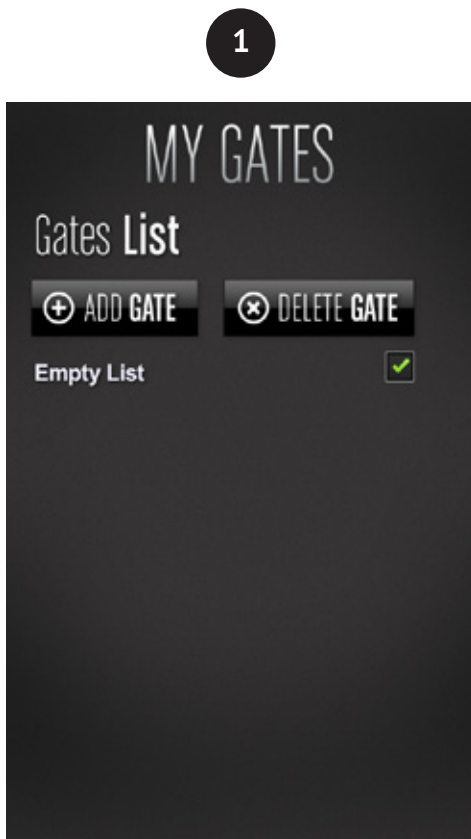 1
MY GATES
Gates List
ADD GATE
DELETE GATE
Empty List